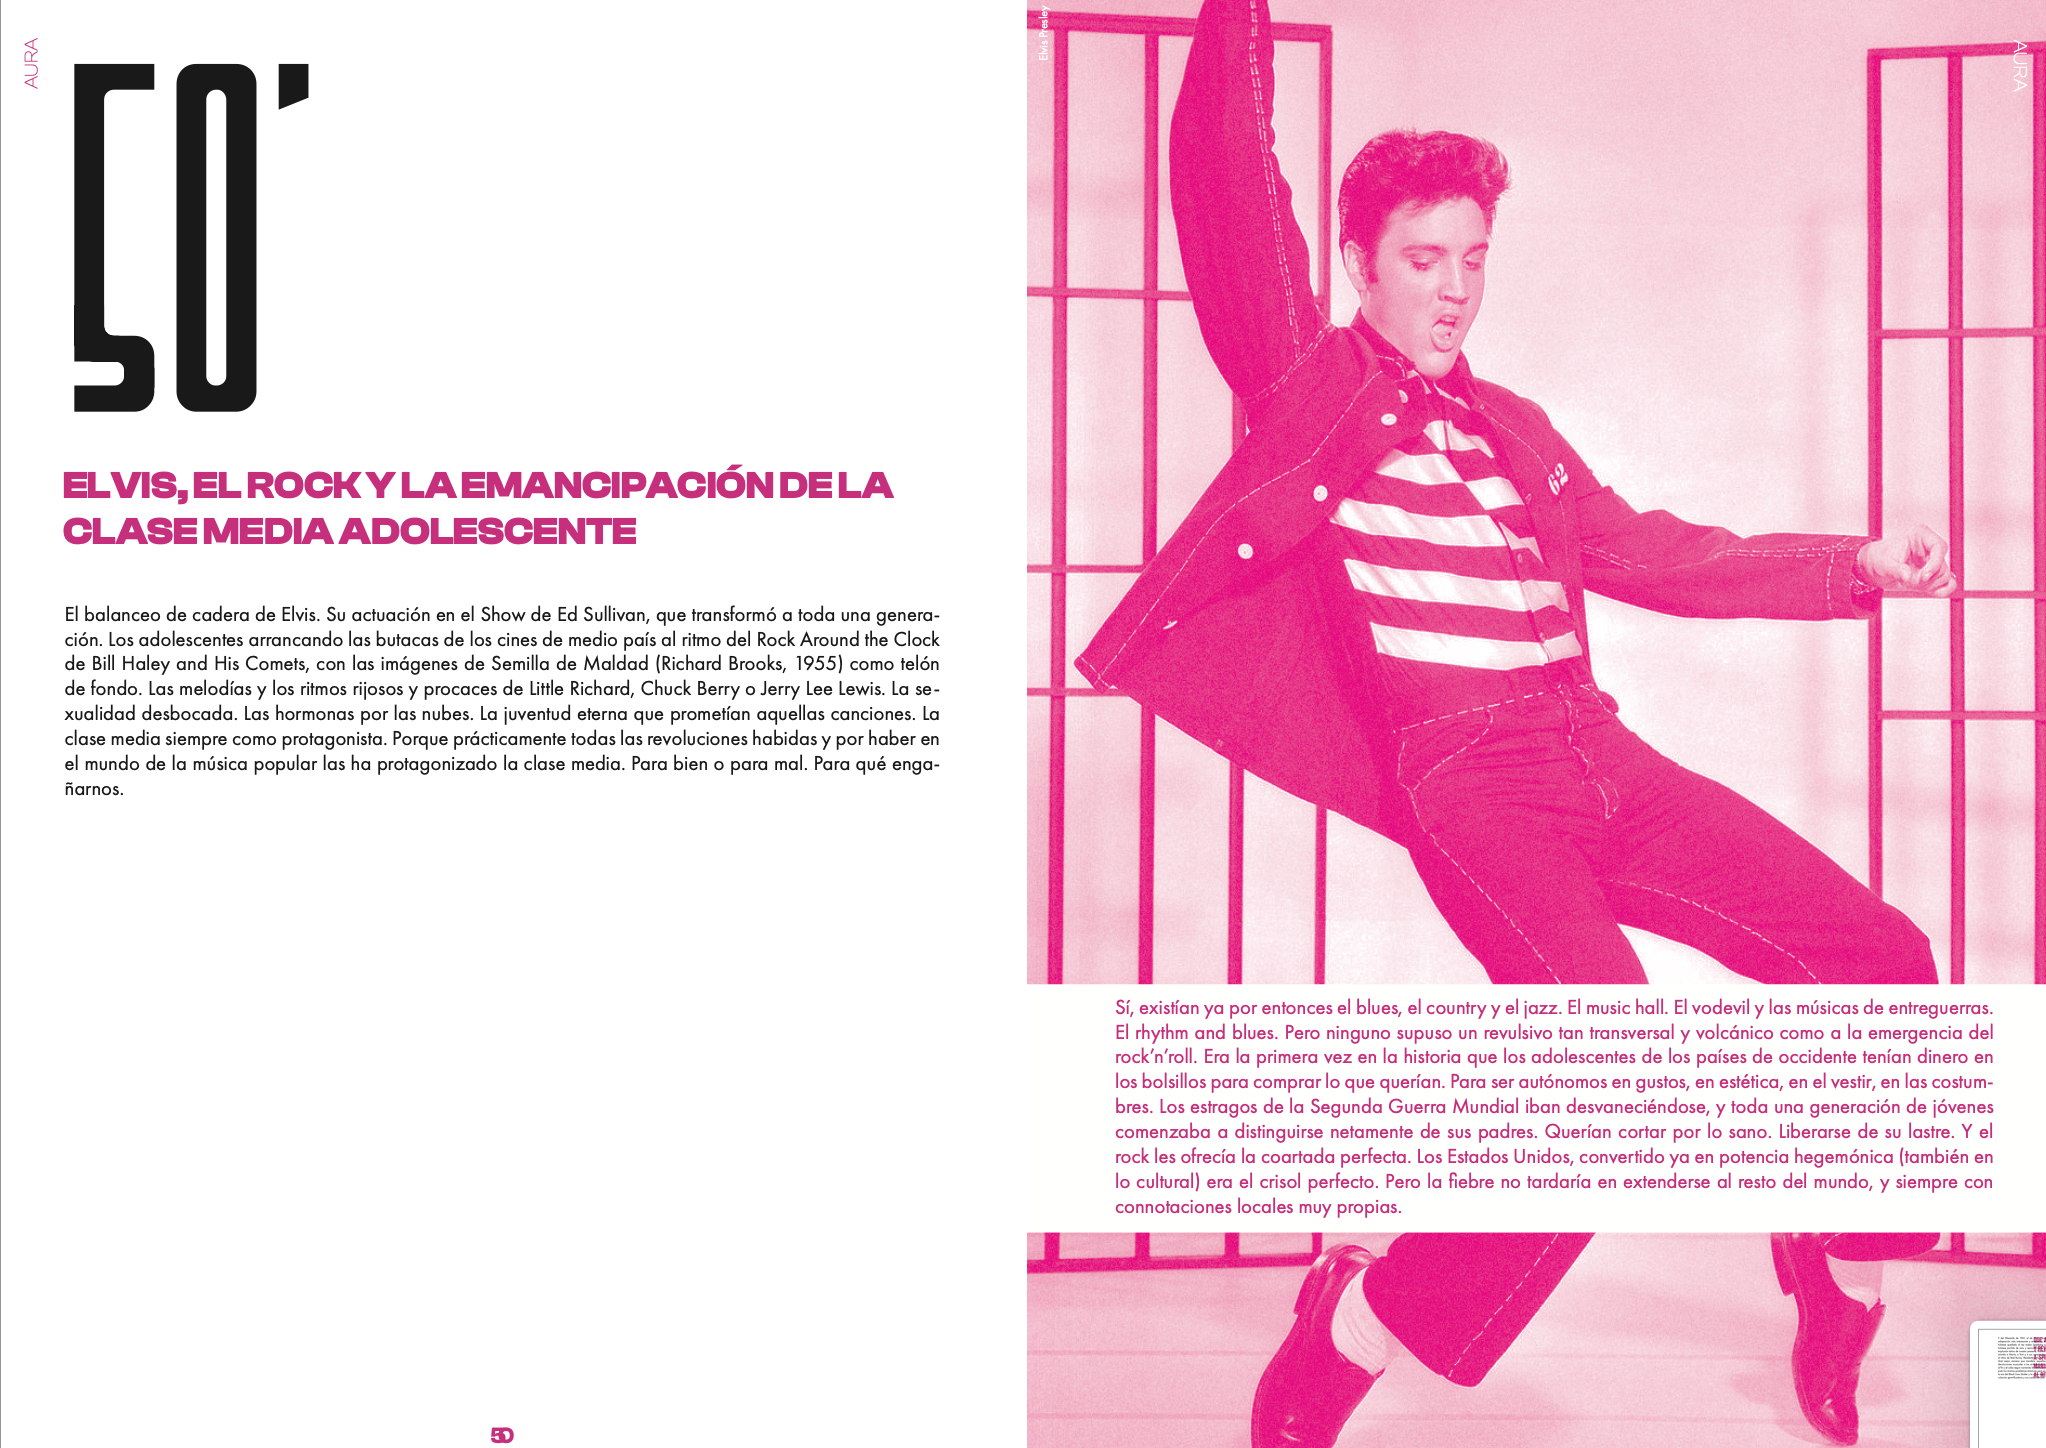 AURA
50'
ELVIS, EL ROCK Y LA EMANCIPACIÓN DE LA
CLASE MEDIA ADOLESCENTE
El balanceo de cadera de Elvis. Su actuación en el Show de Ed Sullivan, que transformó a toda una genera-
ción. Los adolescentes arrancando las butacas de los cines de medio país al ritmo del Rock Around the Clock
de Bill Haley and His Comets, con las imágenes de Semilla de Maldad (Richard Brooks, 1955) como telón
de fondo. Las melodías y los ritmos rijosos y procaces de Little Richard, Chuck Berry o Jerry Lee Lewis. La se-
xualidad desbocada. Las hormonas por las nubes. La juventud eterna que prometían aquellas canciones. La
clase media siempre como protagonista. Porque prácticamente todas las revoluciones habidas y por haber en
el mundo de la música popular las ha protagonizado la clase media. Para bien o para mal. Para qué enga-
ñarnos.
50
Elvis Presley
AURA
62
Sí, existían ya por entonces el blues, el country y el jazz. El music hall. El vodevil y las músicas de entreguerras.
El rhythm and blues. Pero ninguno supuso un revulsivo tan transversal y volcánico como a la emergencia del
rock’n’roll. Era la primera vez en la historia que los adolescentes de los países de occidente tenían dinero en
los bolsillos para comprar lo que querían. Para ser autónomos en gustos, en estética, en el vestir, en las costum-
bres. Los estragos de la Segunda Guerra Mundial iban desvaneciéndose, y toda una generación de jóvenes
comenzaba a distinguirse netamente de sus padres. Querían cortar por lo sano. Liberarse de su lastre. Y el
rock les ofrecía la coartada perfecta. Los Estados Unidos, convertido ya en potencia hegemónica (también en
lo cultural) era el crisol perfecto. Pero la fiebre no tardaría en extenderse al resto del mundo, y siempre con
connotaciones locales muy propias.